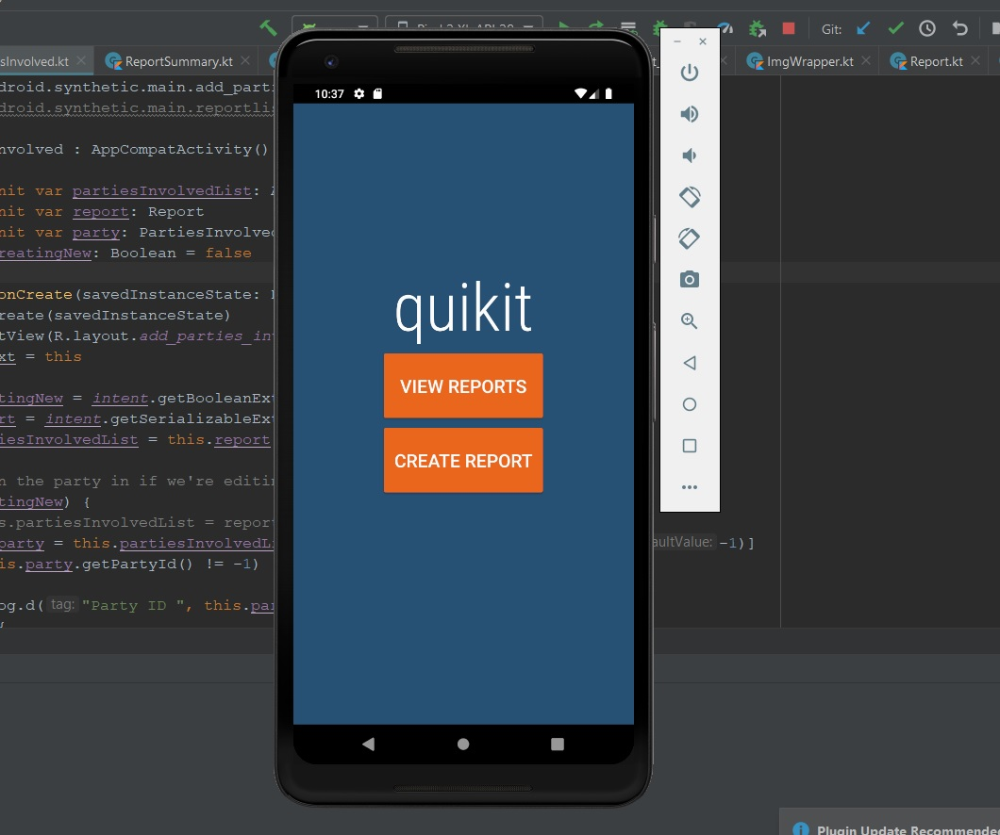 Git:
sInvolved.kt
ReportSummary.kt
ImgWrapper.kt
Report.kt
droid.synthetic.main.add_parti
droid.synthetic.main.reportlis
nvolved : AppCompatActivity()
nit var partiesInvolvedList:
nit var report: Report
nit var party: PartiesInvolved
reatingNew: Boolean = false
onCreate(savedInstanceState:
reate(savedInstanceState)
tView(R.layout.add_parties_in
xt = this
tingNew = intent.getBooleanExt
rt = intent.getSerializableExt
iesInvolvedList = this.report
n the party in if we're editin
tingNew) {
s.partiesInvolvedList = report
party = this.partiesInvolvedL
aultValue: -1)]
is.party.getPartyId() != -1)
og.d( tag: "Party ID ", this.par
{
10:37
quikit
VIEW REPORTS
CREATE REPORT
Plugin Update Recommende